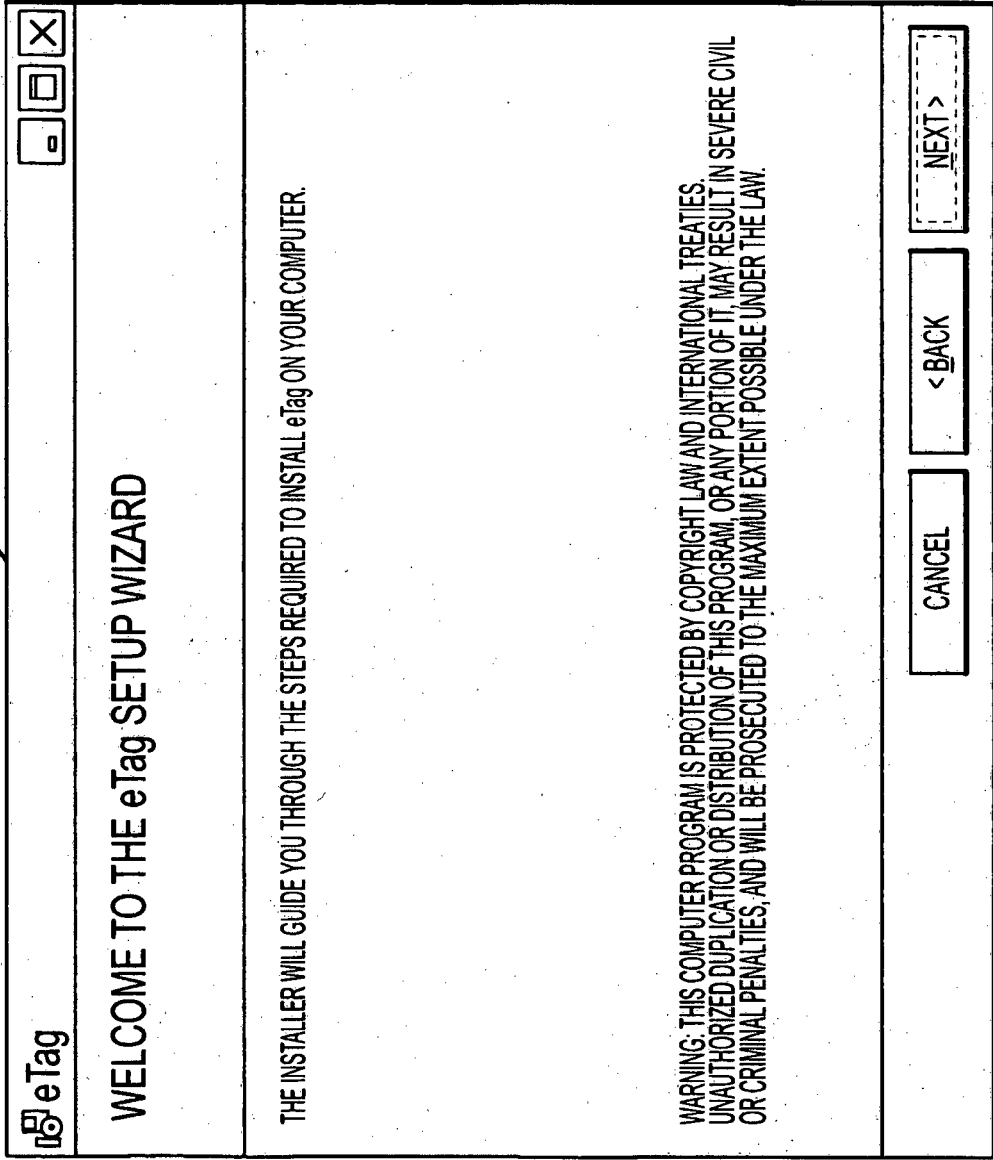 eTag
WELCOME TO THE eTag SETUP WIZARD
THE INSTALLER WILL GUIDE YOU THROUGH THE STEPS REQUIRED TO INSTALL eTag ON YOUR COMPUTER.
WARNING: THIS COMPUTER PROGRAM IS PROTECTED BY COPYRIGHT LAW AND INTERNATIONAL TREATIES.
UNAUTHORIZED DUPLICATION OR DISTRIBUTION OF THIS PROGRAM, OR ANY PORTION OF IT, MAY RESULT IN SEVERE CIVIL
OR CRIMINAL PENALTIES, AND WILL BE PROSECUTED TO THE MAXIMUM EXTENT POSSIBLE UNDER THE LAW.
CANCEL
< BACK
NEXT >